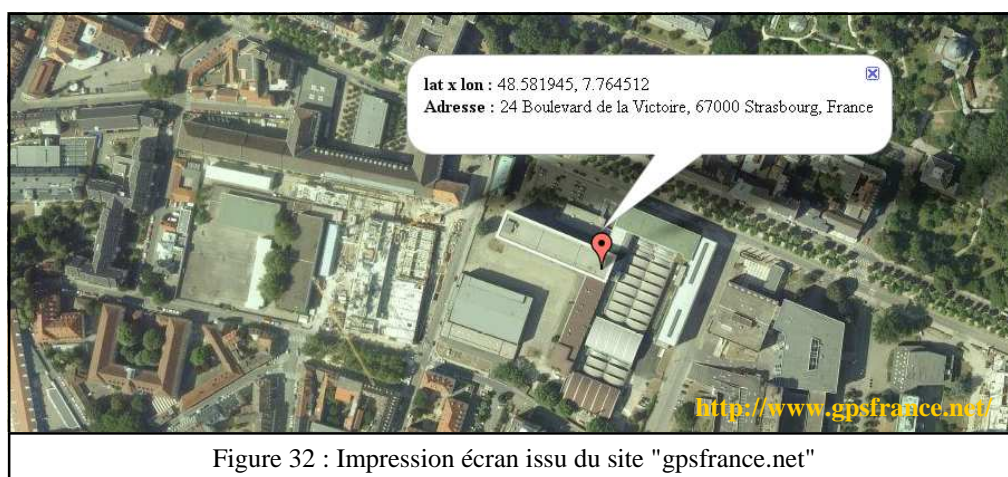 lat x lon : 48.581945, 7.764512
Adresse : 24 Boulevard de la Victoire, 67000 Strasbourg, France
http://www.gpsfrance.net/
Figure 32 : Impression écran issu du site "gpsfrance.net"